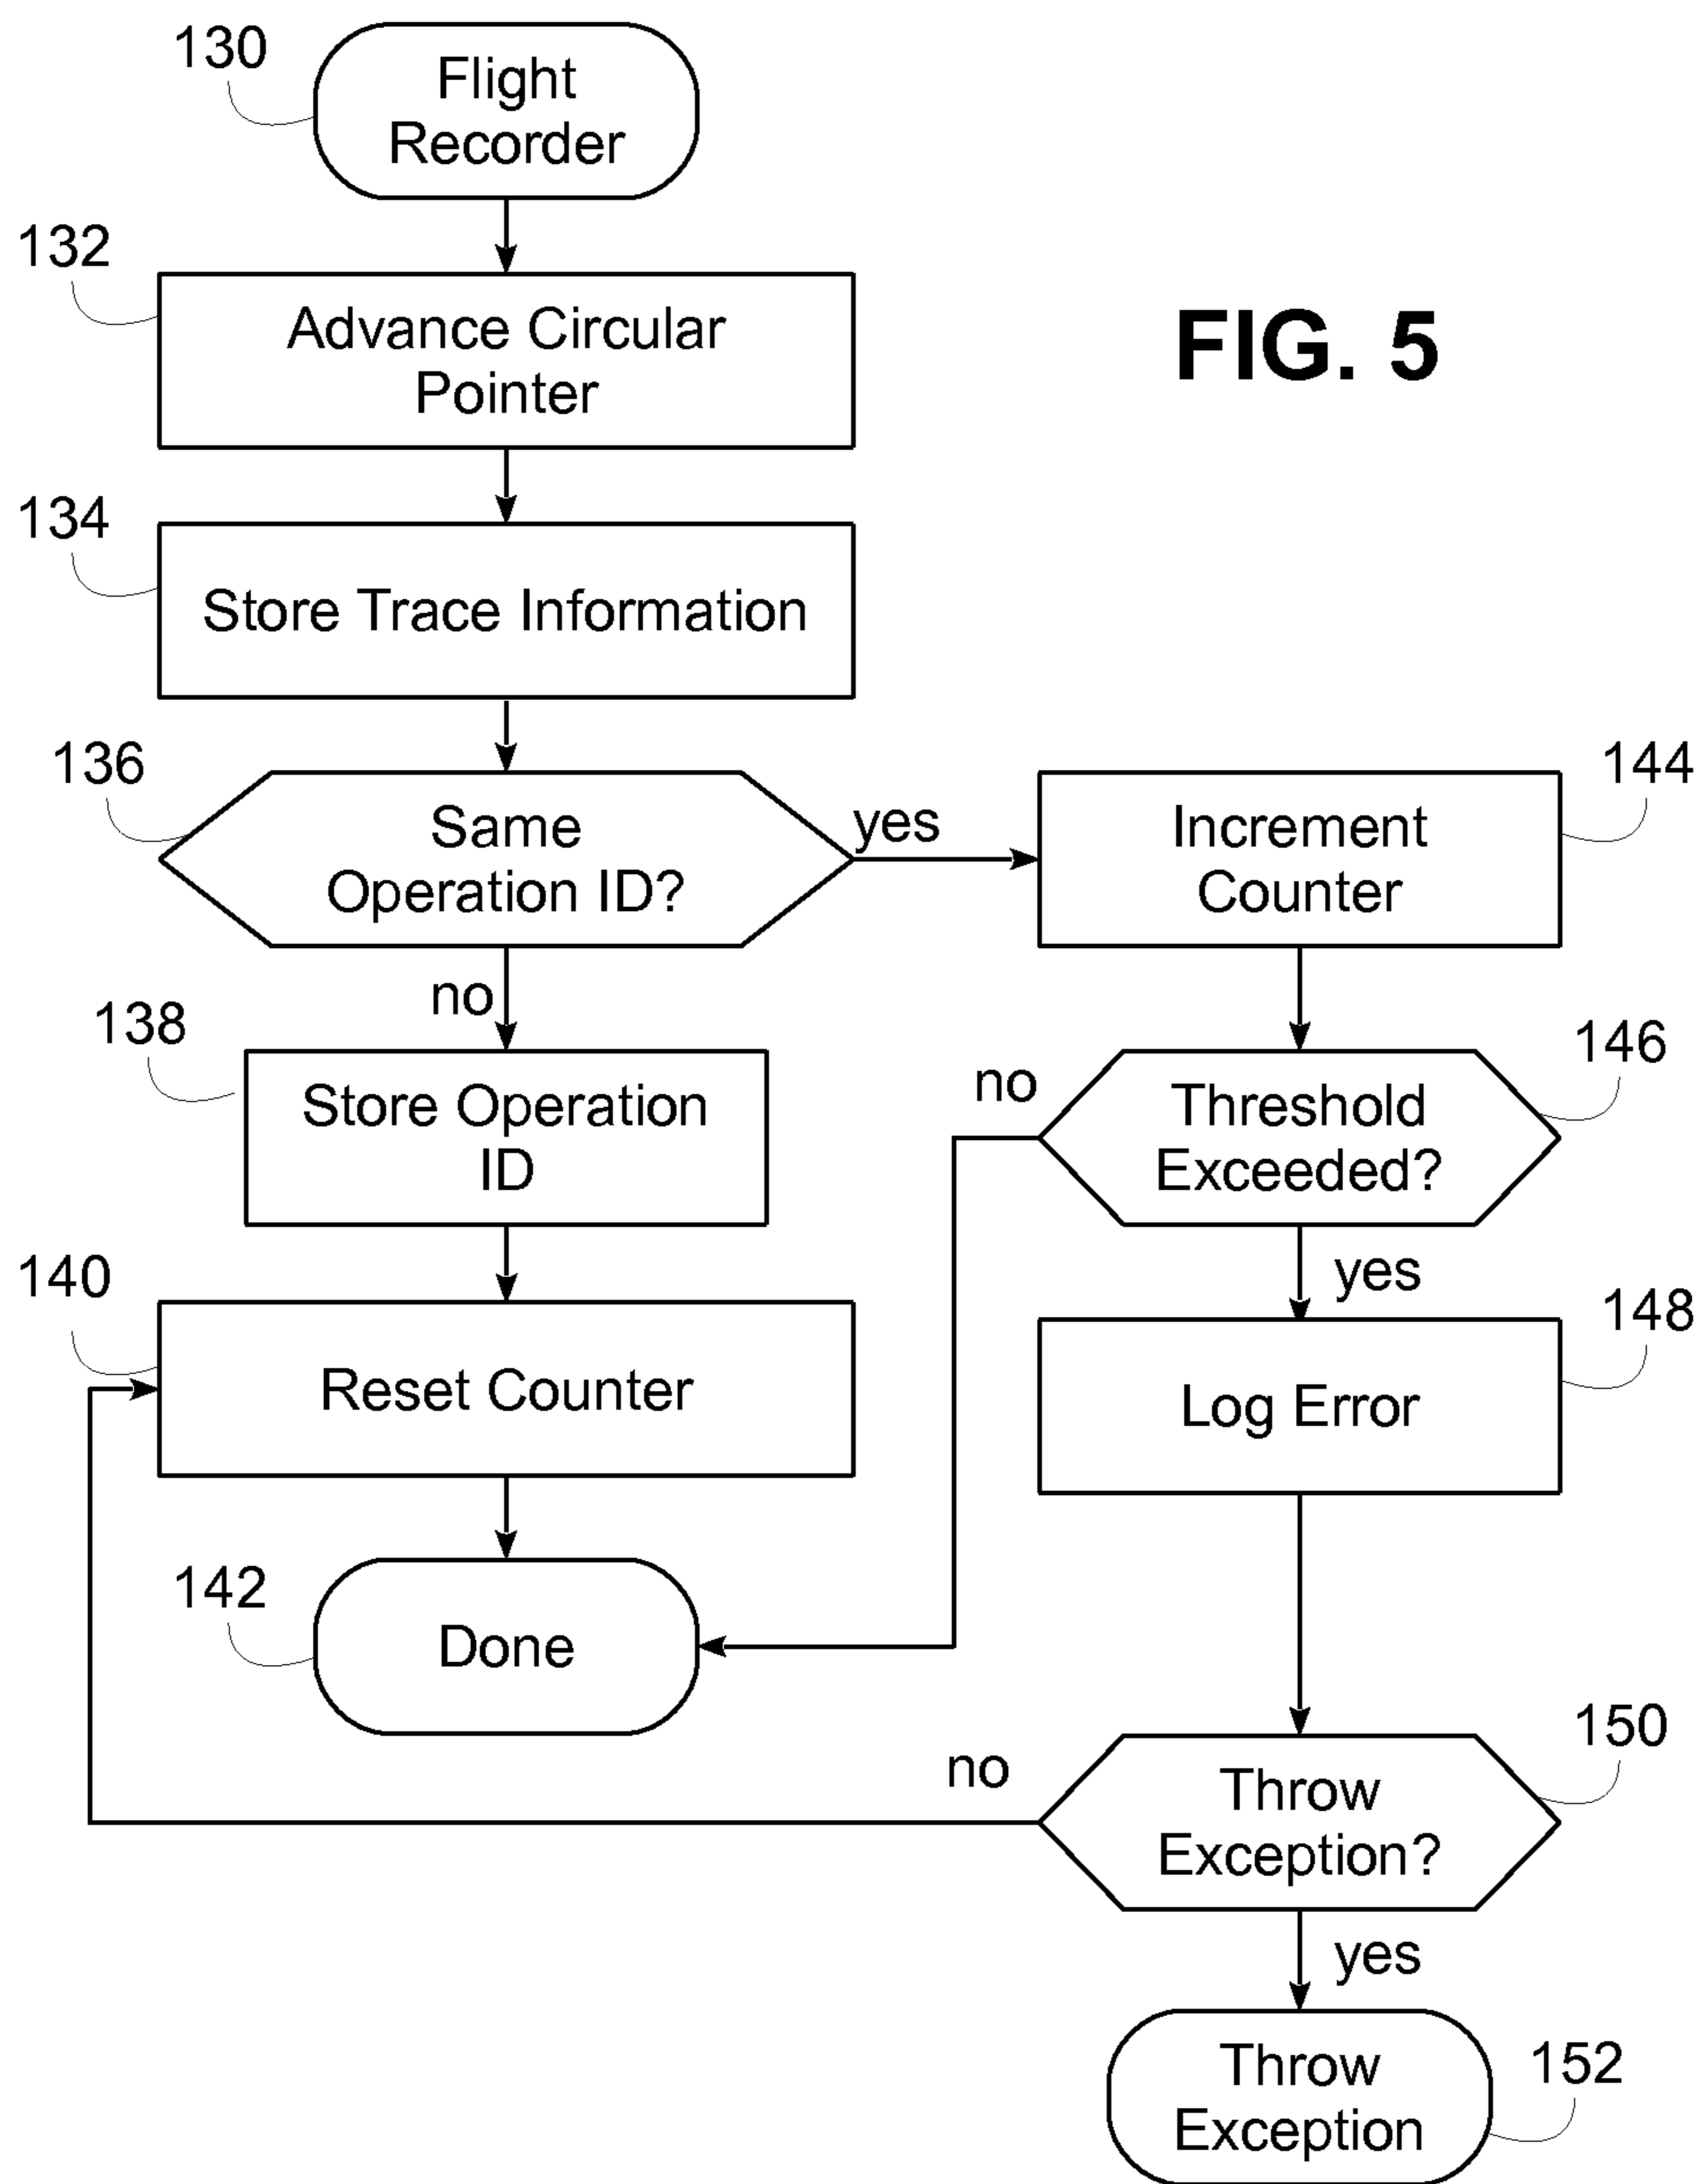 130
Flight
Recorder
132
Advance Circular
Pointer
FIG. 5
134
Store Trace Information
136
Same
Operation ID?
yes
144
Increment
Counter
no
138
Store Operation
ID
no
146
Threshold
Exceeded?
yes
140
Reset Counter
148
Log Error
142
Done
150
no
Throw
Exception?
yes
152
Throw
Exception